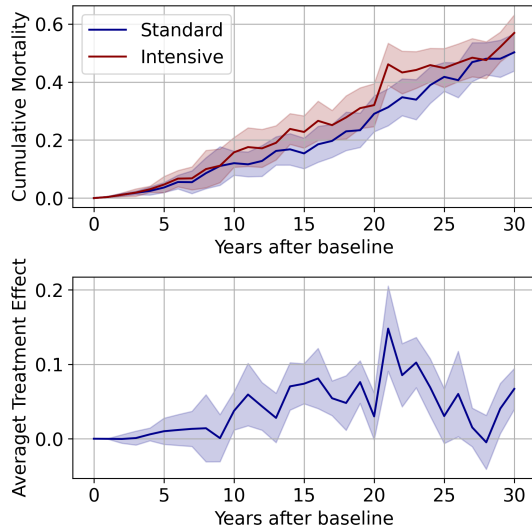 Standard
Intensive
Cumulative Mortality
0.6
0.4
0.2
0.0
0 5 10 15 20 25 30
Years after baseline
Averaget Treatment Effect
0.2
0.1
0.0
0 5 10 15 20 25 30
Years after baseline